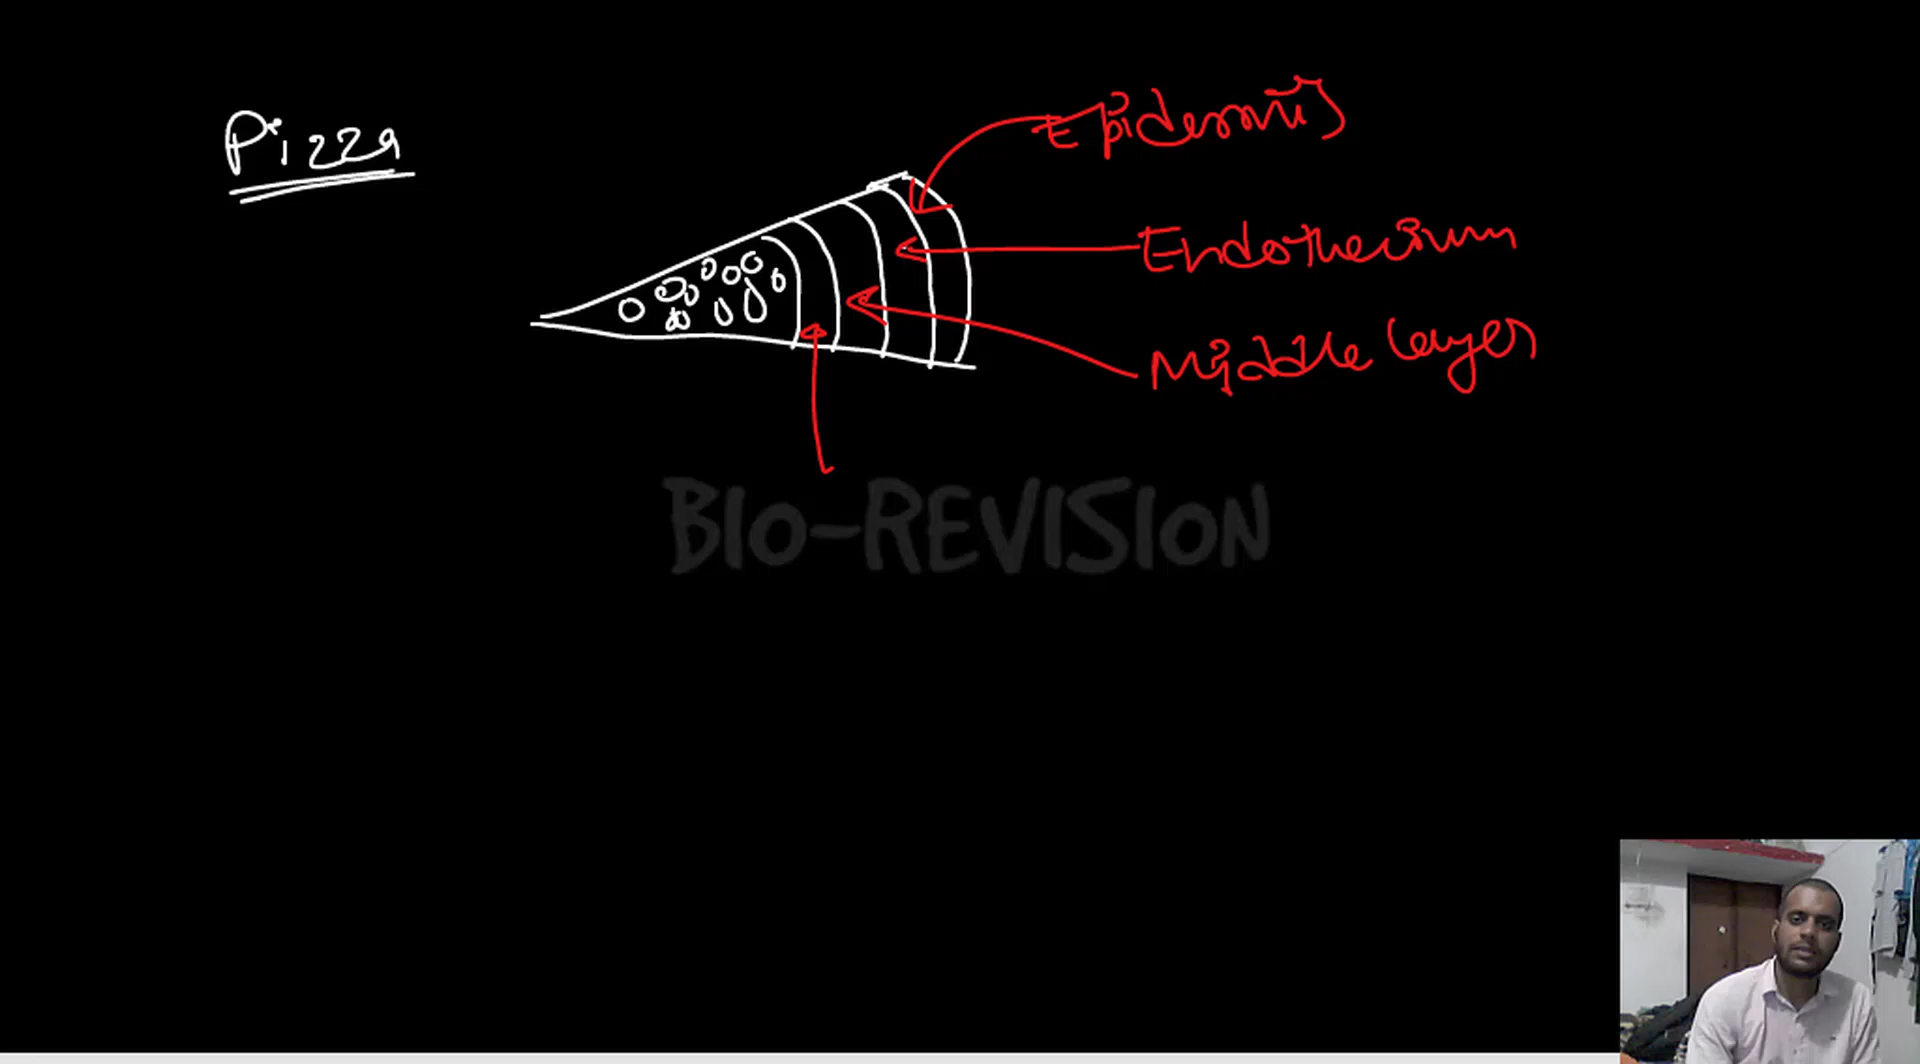 Pizza
Epidermis
Endothecium
Middle layer
BIO-REVISION